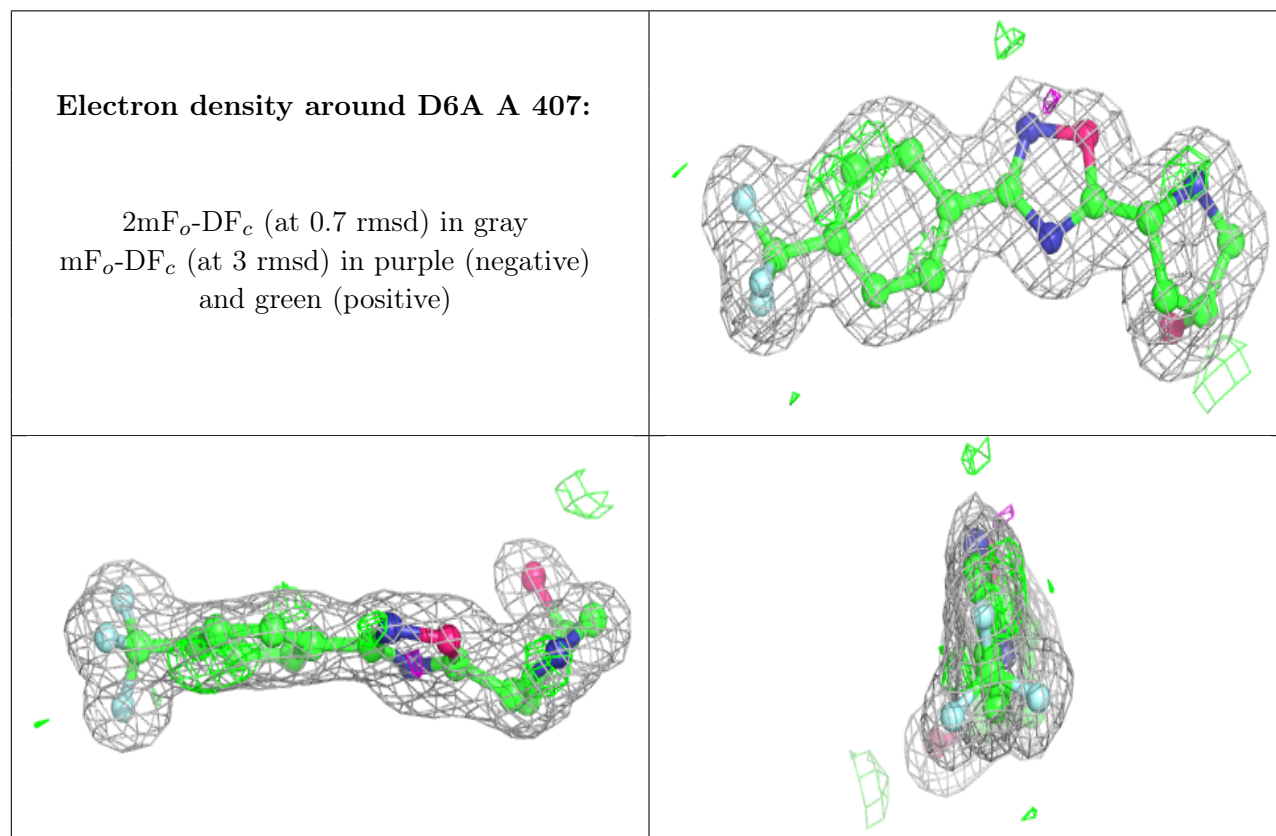 Electron density around D6A A 407:
2mFₒ-DF𝒸 (at 0.7 rmsd) in gray
mFₒ-DF𝒸 (at 3 rmsd) in purple (negative)
and green (positive)